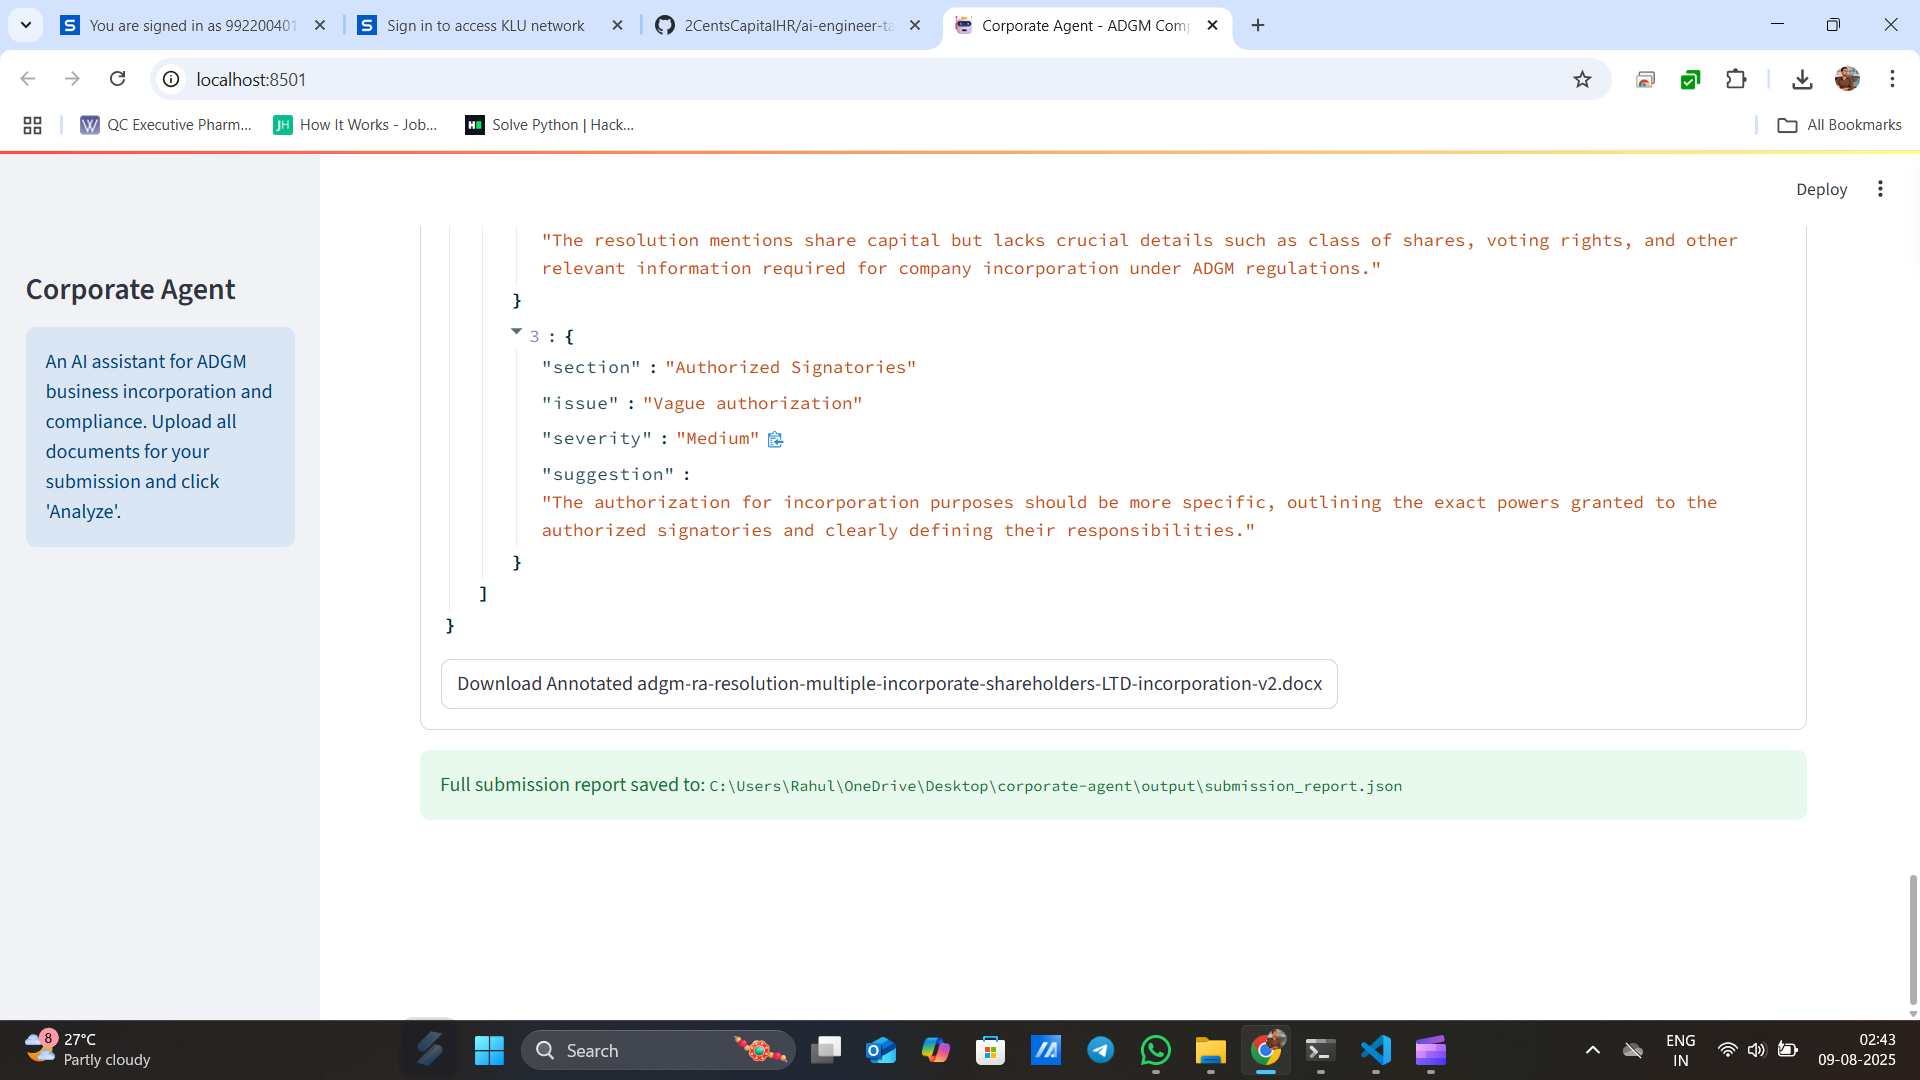 You are signed in as 992200401
Sign in to access KLU network
2CentsCapitalHR/ai-engineer-ta
Corporate Agent - ADGM Comp
localhost:8501
QC Executive Pharm...
How It Works - Job...
Solve Python | Hack...
All Bookmarks
Deploy
Corporate Agent
An AI assistant for ADGM
business incorporation and
compliance. Upload all
documents for your
submission and click
'Analyze'.
"The resolution mentions share capital but lacks crucial details such as class of shares, voting rights, and other
relevant information required for company incorporation under ADGM regulations."
}
3 : {
"section" : "Authorized Signatories"
"issue" : "Vague authorization"
"severity" : "Medium"
"suggestion" :
"The authorization for incorporation purposes should be more specific, outlining the exact powers granted to the
authorized signatories and clearly defining their responsibilities."
}
]
}
Download Annotated adgm-ra-resolution-multiple-incorporate-shareholders-LTD-incorporation-v2.docx
Full submission report saved to: C:\Users\Rahul\OneDrive\Desktop\corporate-agent\output\submission_report.json
8
27°C
Partly cloudy
Search
ENG
IN
02:43
09-08-2025